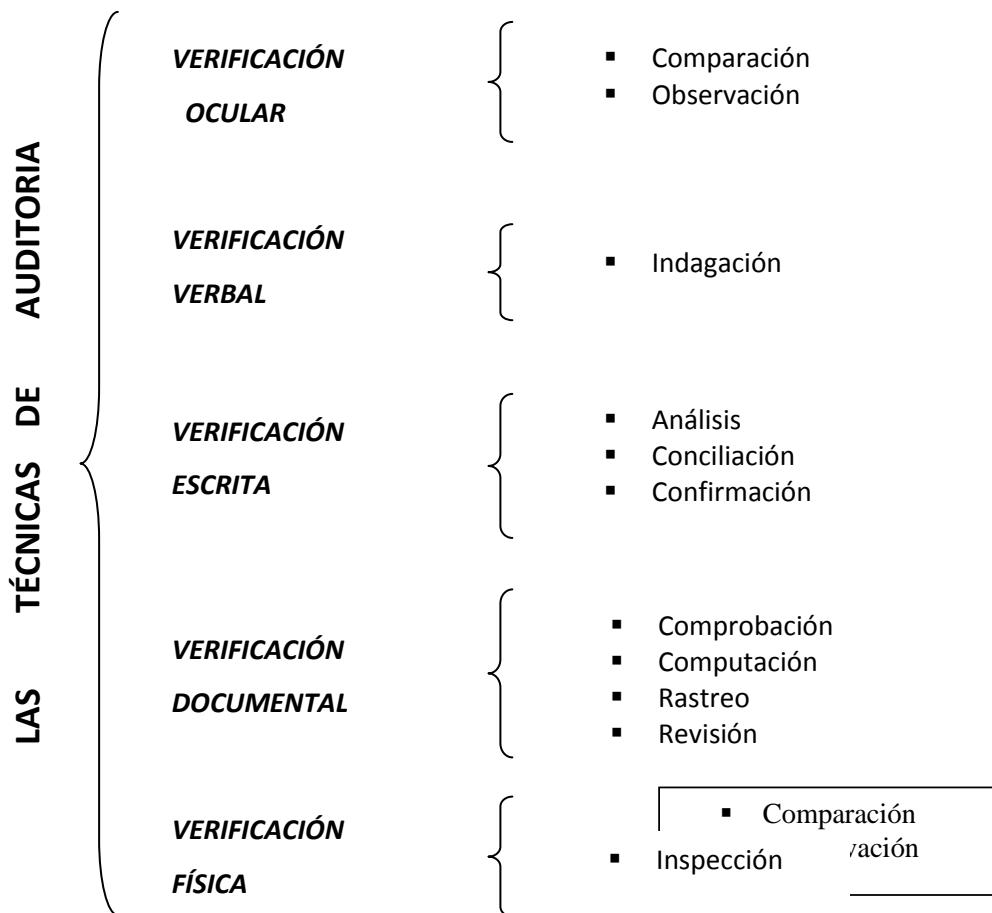 LAS TÉCNICAS DE AUDITORIA
VERIFICACIÓN
OCULAR
▪ Comparación
▪ Observación
VERIFICACIÓN
VERBAL
▪ Indagación
VERIFICACIÓN
ESCRITA
▪ Análisis
▪ Conciliación
▪ Confirmación
VERIFICACIÓN
DOCUMENTAL
▪ Comprobación
▪ Computación
▪ Rastreo
▪ Revisión
VERIFICACIÓN
FÍSICA
▪ Inspección
▪ Comparación